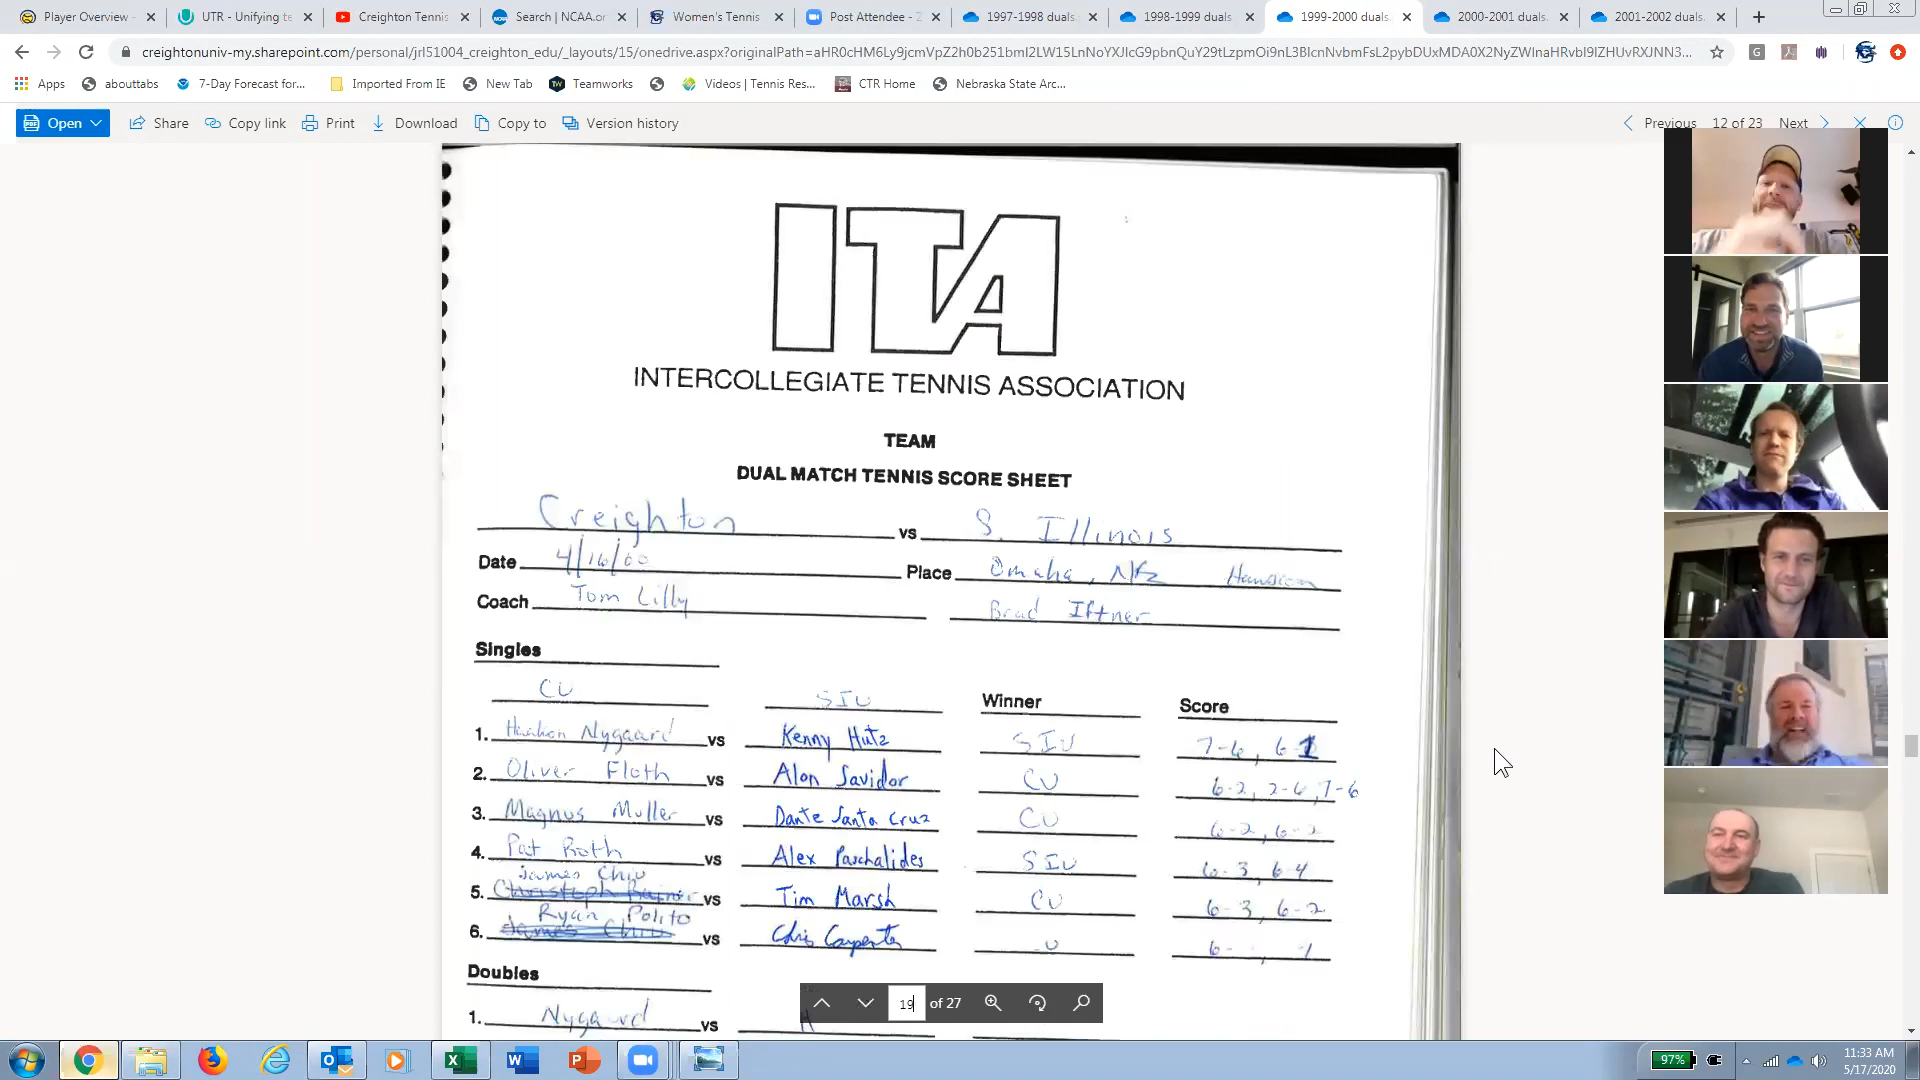 Player Overview - UTR - Unifying te Creighton Tennis Search | NCAA.or Women's Tennis Post Attendee - Z 1997-1998 duals. 1998-1999 duals 1999-2000 duals. 2000-2001 duals. 2001-2002 duals.
Apps abouttabs 7-Day Forecast for... Imported From IE New Tab Teamworks Videos | Tennis Res... CTR Home Nebraska State Arc...
Open Share Copy link Print Download Copy to Version history Previous 12 of 23 Next
ITA
INTERCOLLEGIATE TENNIS ASSOCIATION
TEAM
DUAL MATCH TENNIS SCORE SHEET
Creighton vs S. Illinois
Date 4/16/00 Place Omaha, NE
Coach Tom Lilly Brad Iftner
Singles
CU SIU Winner Score
1. Haakon Nygaard vs Kenny Hutz SIU 7-6, 6-1
2. Oliver Floth vs Alon Savidor CU 6-2, 2-6, 7-6
3. Magnus Muller vs Dante Santa Cruz CU 6-2, 6-2
4. Pat Roth vs Alex Paschalides SIU 6-3, 6-4
James Chiu
5. vs Tim Marsh CU 6-3, 6-2
Ryan Polito
6. James Chiu vs Chris Carpenter
Doubles
1. Nygaard vs H
19 of 27
97% 11:33 AM
5/17/2020